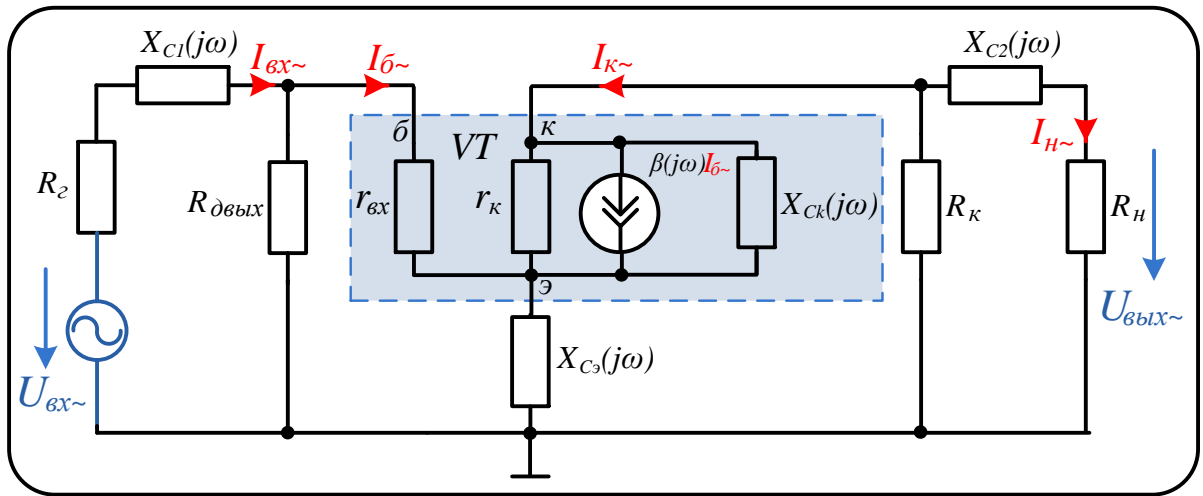 X_C1(jω)
I_вх~
I_б~
I_к~
X_C2(jω)
I_н~
б
VT
к
β(jω)I_б~
R_г
R_двых
r_вх
r_к
X_Ck(jω)
R_к
R_н
э
X_Cэ(jω)
U_вх~
U_вых~